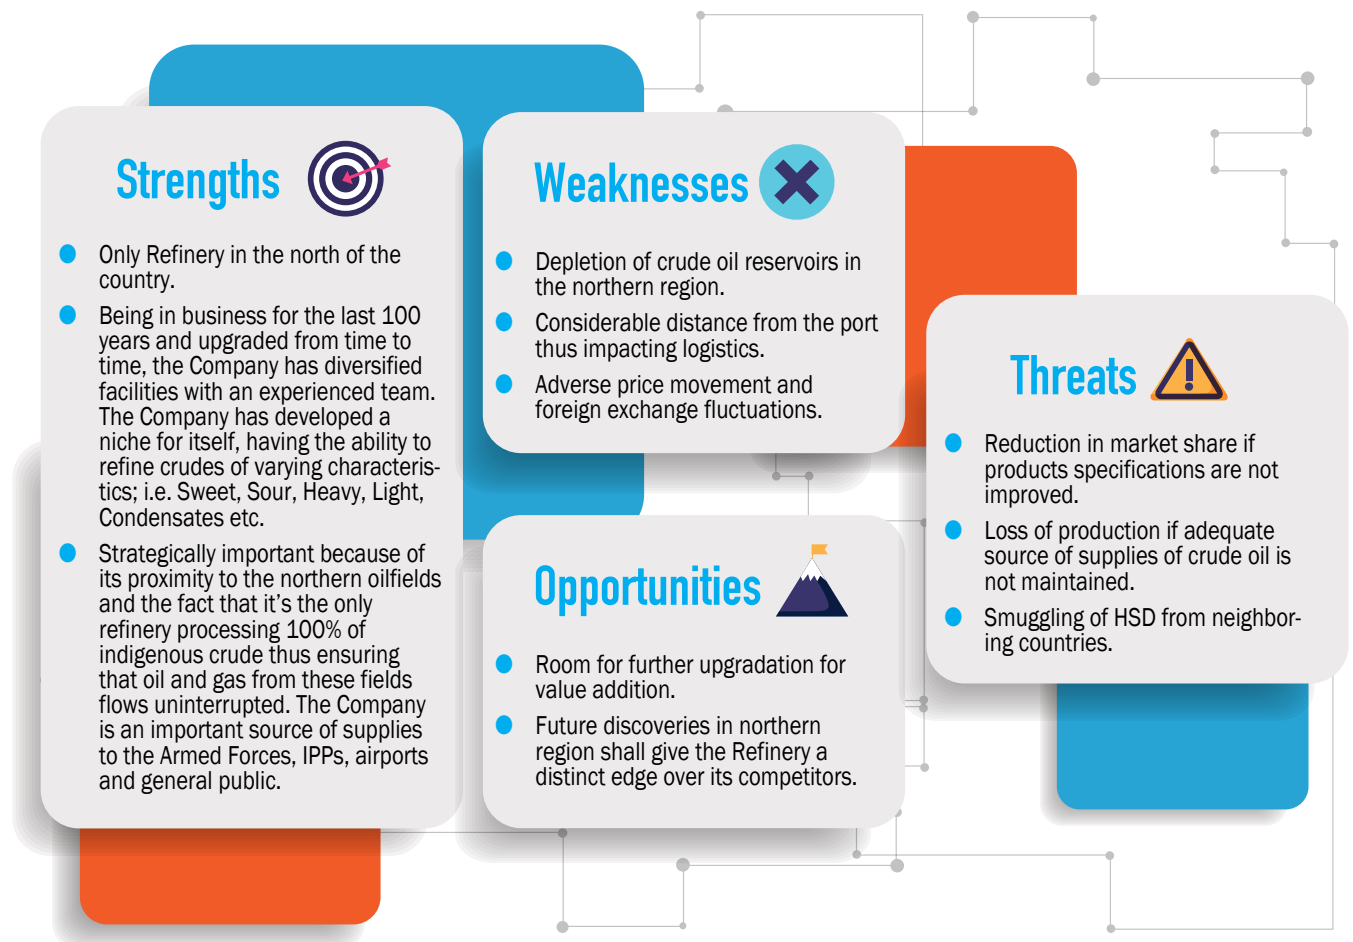 Strengths
Only Refinery in the north of the
country.
Being in business for the last 100
years and upgraded from time to
time, the Company has diversified
facilities with an experienced team.
The Company has developed a
niche for itself, having the ability to
refine crudes of varying characteris-
tics; i.e. Sweet, Sour, Heavy, Light,
Condensates etc.
Strategically important because of
its proximity to the northern oilfields
and the fact that it’s the only
refinery processing 100% of
indigenous crude thus ensuring
that oil and gas from these fields
flows uninterrupted. The Company
is an important source of supplies
to the Armed Forces, IPPs, airports
and general public.
Weaknesses
Depletion of crude oil reservoirs in
the northern region.
Considerable distance from the port
thus impacting logistics.
Adverse price movement and
foreign exchange fluctuations.
Opportunities
Room for further upgradation for
value addition.
Future discoveries in northern
region shall give the Refinery a
distinct edge over its competitors.
Threats
Reduction in market share if
products specifications are not
improved.
Loss of production if adequate
source of supplies of crude oil is
not maintained.
Smuggling of HSD from neighbor-
ing countries.